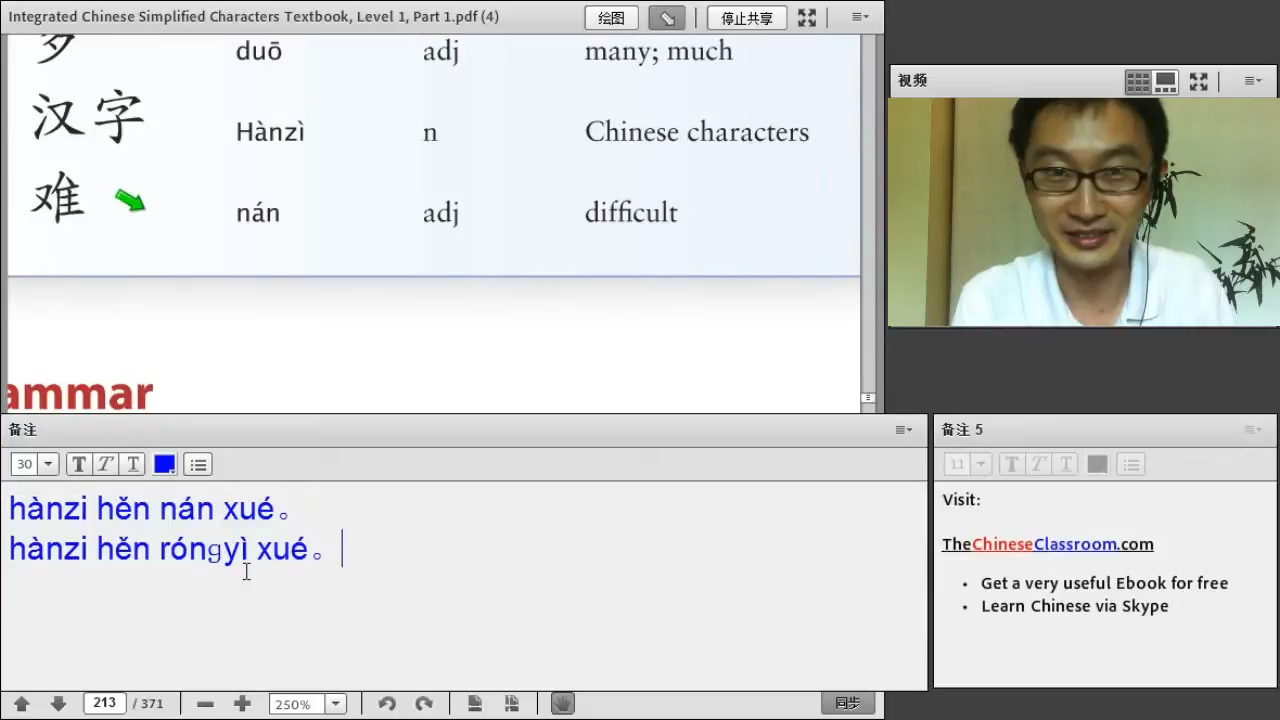 Integrated Chinese Simplified Characters Textbook, Level 1, Part 1.pdf (4)
绘图
停止共享
多 duō adj many; much
汉字 Hànzì n Chinese characters
难 nán adj difficult
ammar
视频
备注
30
T T T
hànzi hěn nán xué。
hànzi hěn róngyì xué。
备注 5
11
T T T
Visit:
TheChineseClassroom.com
• Get a very useful Ebook for free
• Learn Chinese via Skype
213 / 371
250%
同步